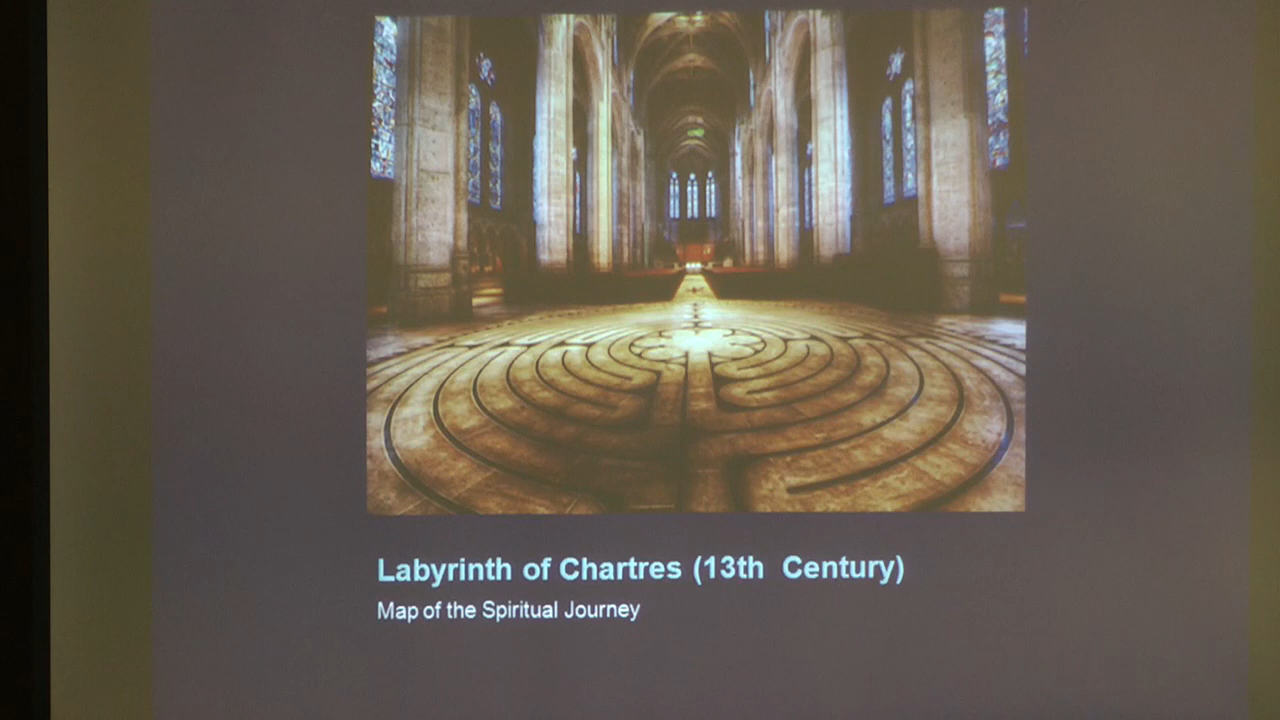 Labyrinth of Chartres (13th Century)
Map of the Spiritual Journey